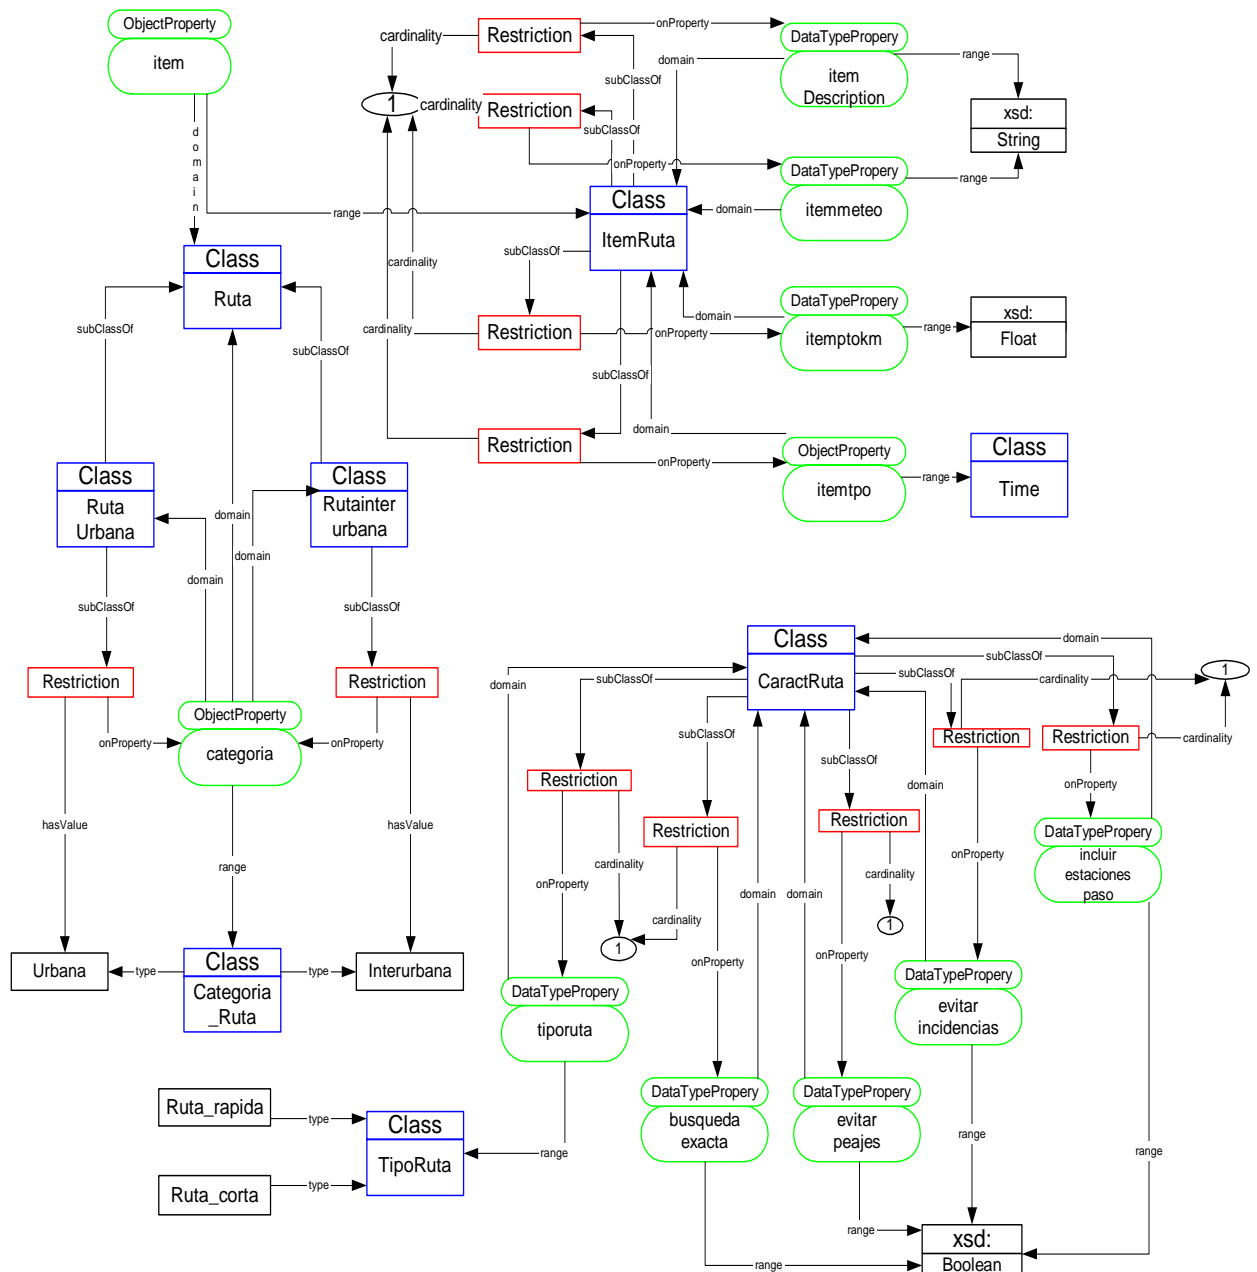 ObjectProperty
item
domain
range
Class
Ruta
subClassOf
subClassOf
Class
Ruta
Urbana
Class
Rutainter
urbana
domain
domain
domain
subClassOf
subClassOf
Restriction
Restriction
onProperty
onProperty
ObjectProperty
categoria
hasValue
hasValue
range
Urbana
type
Class
Categoria
_Ruta
type
Interurbana
cardinality
Restriction
onProperty
subClassOf
1
cardinality
Restriction
subClassOf
onProperty
DataTypePropery
item
Description
domain
range
xsd:
String
DataTypePropery
itemmeteo
domain
range
Class
ItemRuta
subClassOf
cardinality
cardinality
Restriction
onProperty
DataTypePropery
itemptokm
domain
range
xsd:
Float
subClassOf
domain
Restriction
onProperty
ObjectProperty
itemtpo
range
Class
Time
Class
CaractRuta
domain
subClassOf
subClassOf
subClassOf
subClassOf
subClassOf
domain
cardinality
1
cardinality
domain
Restriction
Restriction
Restriction
Restriction
Restriction
onProperty
cardinality
cardinality
1
onProperty
domain
domain
onProperty
cardinality
1
onProperty
onProperty
DataTypePropery
incluir
estaciones
paso
DataTypePropery
tiporuta
DataTypePropery
evitar
incidencias
DataTypePropery
busqueda
exacta
DataTypePropery
evitar
peajes
Ruta_rapida
type
Class
TipoRuta
range
Ruta_corta
type
range
range
range
range
xsd:
Boolean